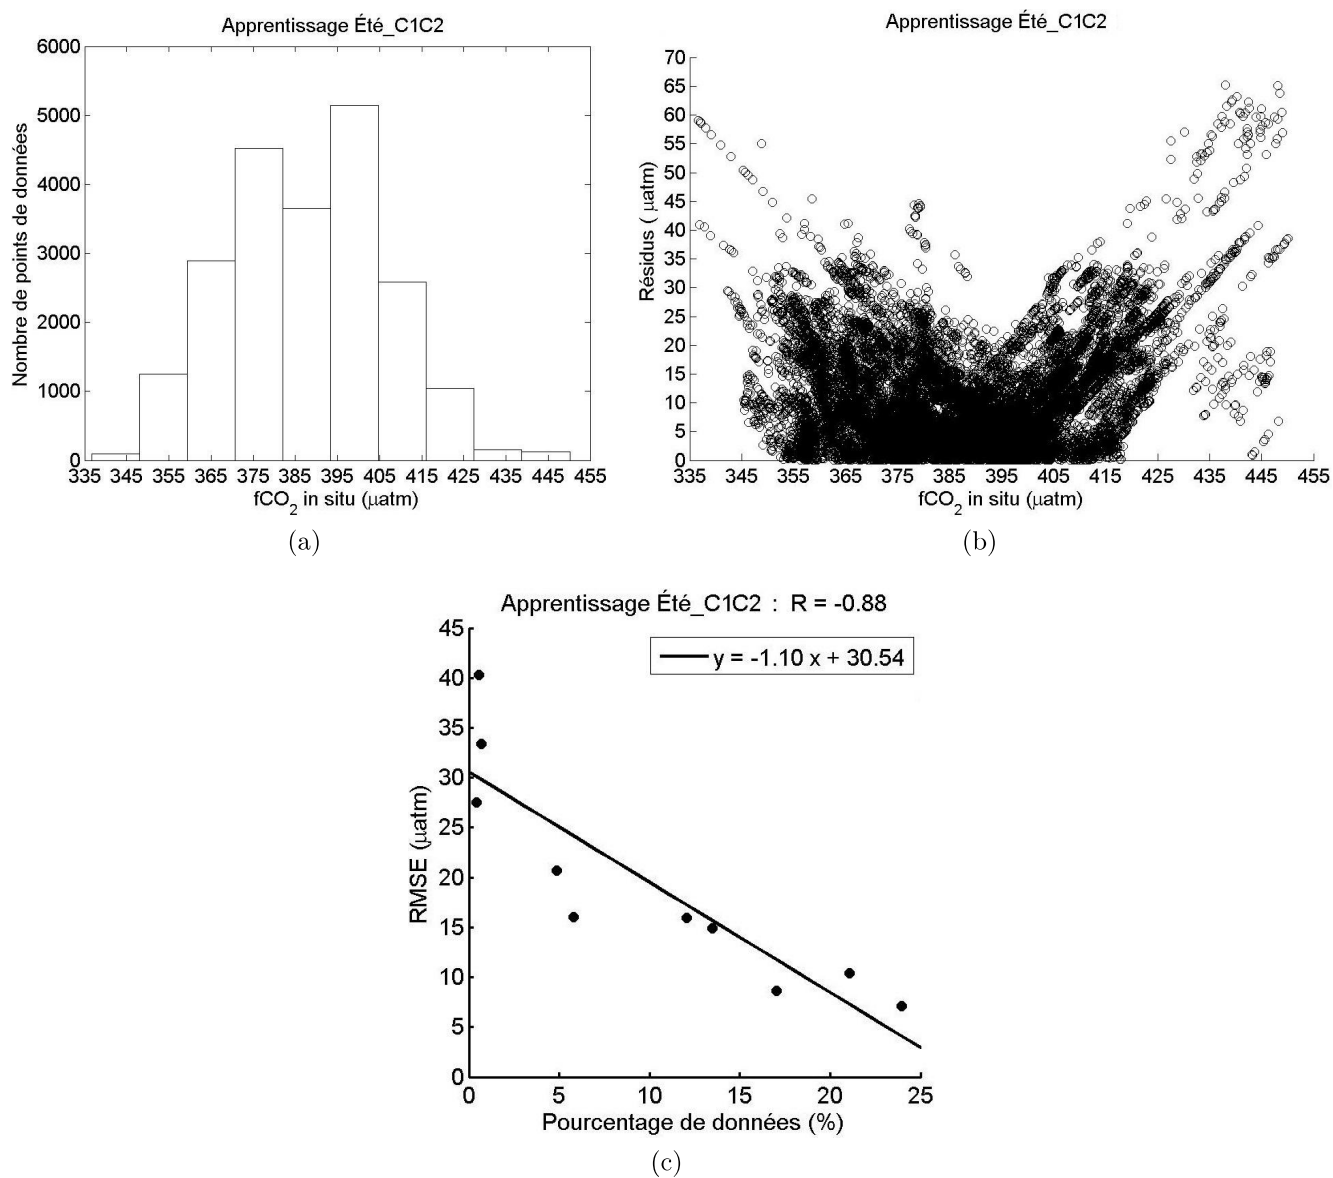 Apprentissage Été_C1C2
Nombre de points de données
6000
5000
4000
3000
2000
1000
0
335 345 355 365 375 385 395 405 415 425 435 445 455
fCO2 in situ (μatm)
(a)
Apprentissage Été_C1C2
Résidus ( μatm)
70
65
60
55
50
45
40
35
30
25
20
15
10
5
0
335 345 355 365 375 385 395 405 415 425 435 445 455
fCO2 in situ (μatm)
(b)
Apprentissage Été_C1C2 : R = -0.88
y = -1.10 x + 30.54
RMSE (μatm)
45
40
35
30
25
20
15
10
5
0
0 5 10 15 20 25
Pourcentage de données (%)
(c)